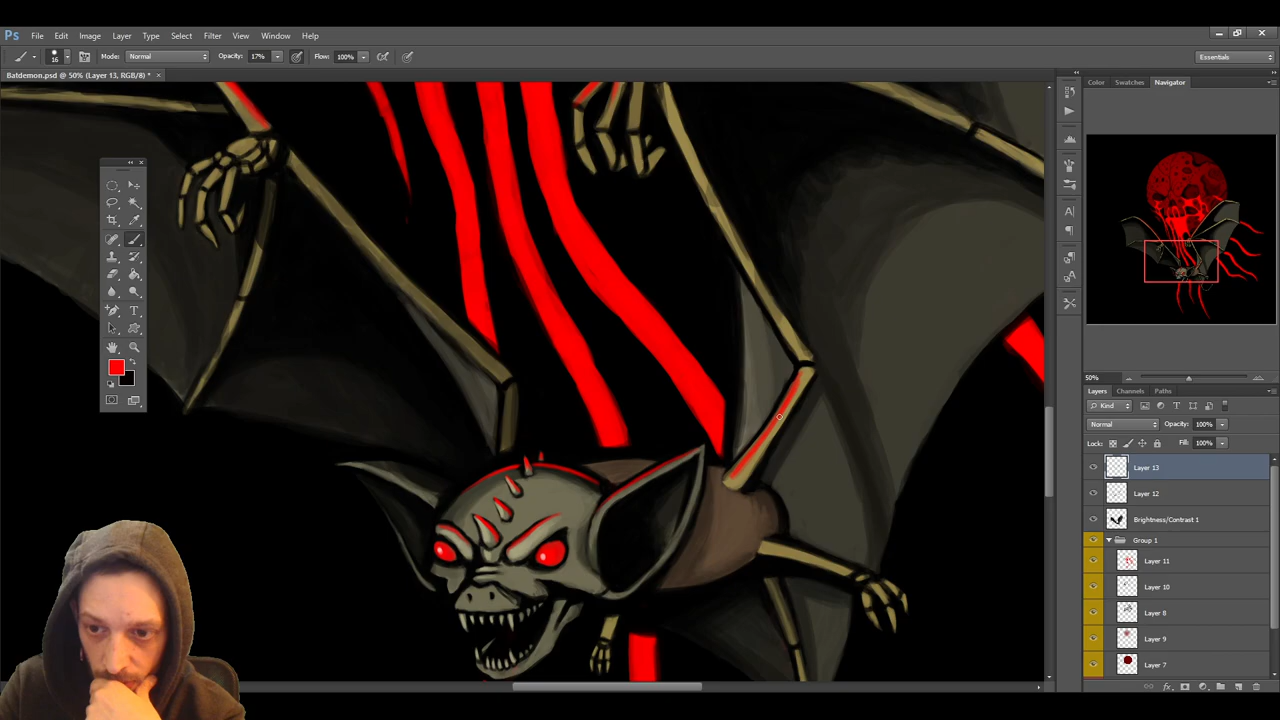 Ps File Edit Image Layer Type Select Filter View Window Help
16 Mode: Normal Opacity: 17% Flow: 100% Essentials
Batdemon.psd @ 50% (Layer 13, RGB/8) * ×
Color Swatches Navigator
50%
Layers Channels Paths
Kind
Normal Opacity: 100%
Lock: Fill: 100%
Layer 13
Layer 12
Brightness/Contrast 1
Group 1
Layer 11
Layer 10
Layer 8
Layer 9
Layer 7